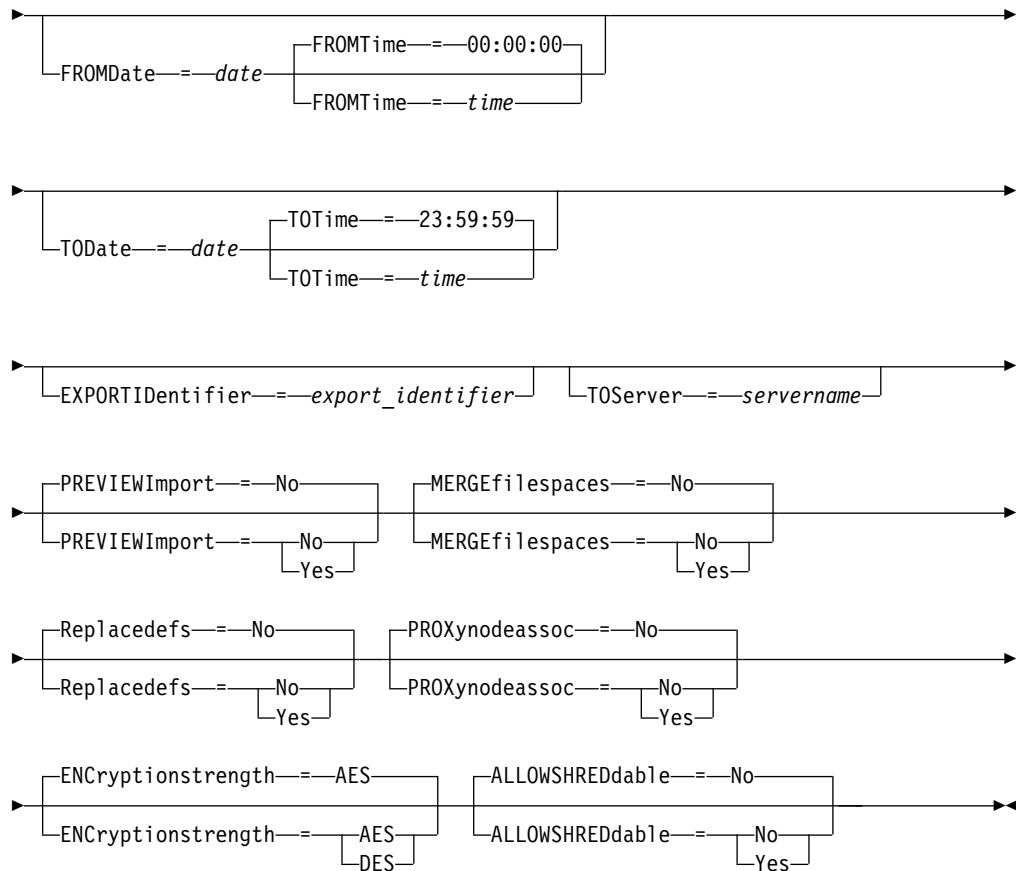 FROMTime = 00:00:00
FROMDate = date
FROMTime = time
TOTime = 23:59:59
TODate = date
TOTime = time
EXPORTIDentifier = export_identifier TOServer = servername
PREVIEWImport = No MERGEfilespaces = No
PREVIEWImport = No MERGEfilespaces = No
Yes Yes
Replacedefs = No PROXynodeassoc = No
Replacedefs = No PROXynodeassoc = No
Yes Yes
ENCryptionstrength = AES ALLOWSHREDdable = No
ENCryptionstrength = AES ALLOWSHREDdable = No
DES Yes